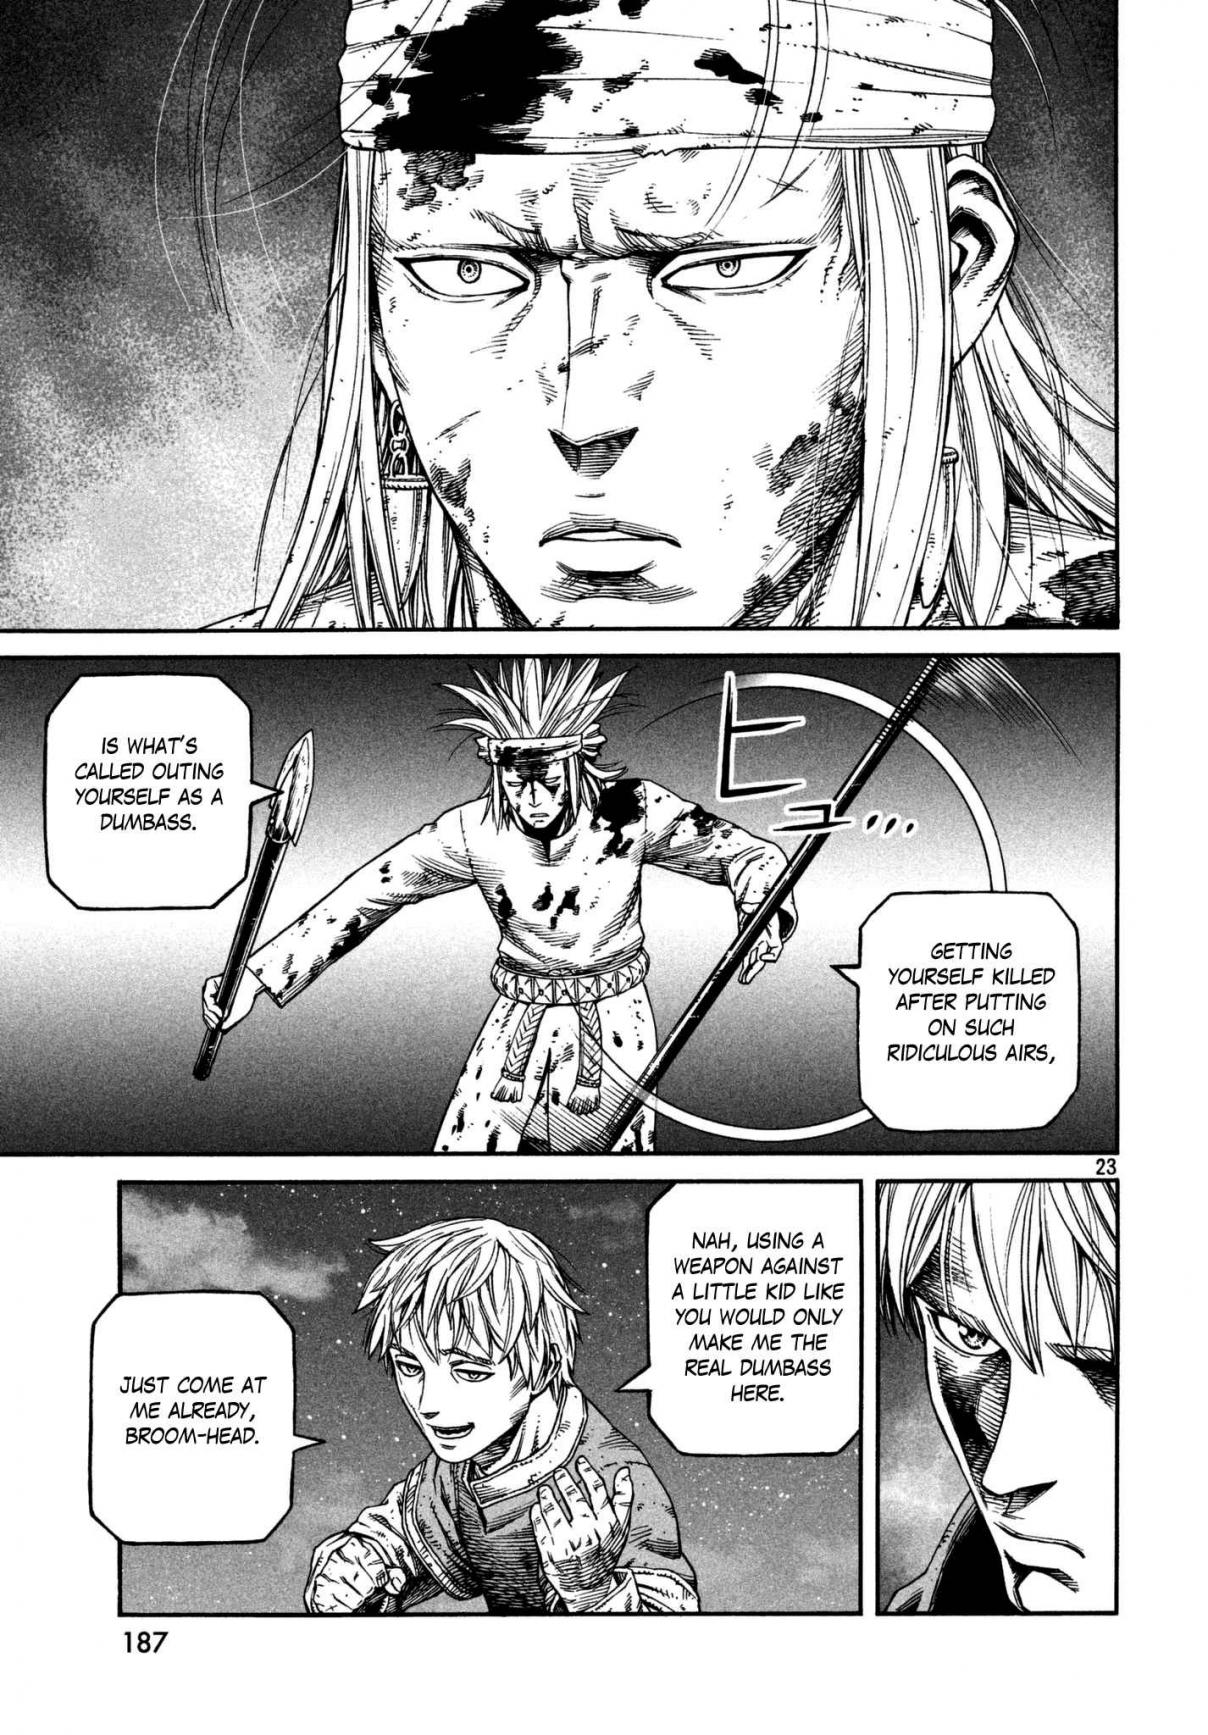 GETTING
YOURSELF KILLED
AFTER PUTTING
ON SUCH
RIDICULOUS AIRS,
ヒュ...
IS WHAT'S
CALLED OUTING
YOURSELF AS A
DUMBASS.
23
NAH, USING A
WEAPON AGAINST
A LITTLE KID LIKE
YOU WOULD ONLY
MAKE ME THE
REAL DUMBASS
HERE.
JUST COME AT
ME ALREADY,
BROOM-HEAD.
187